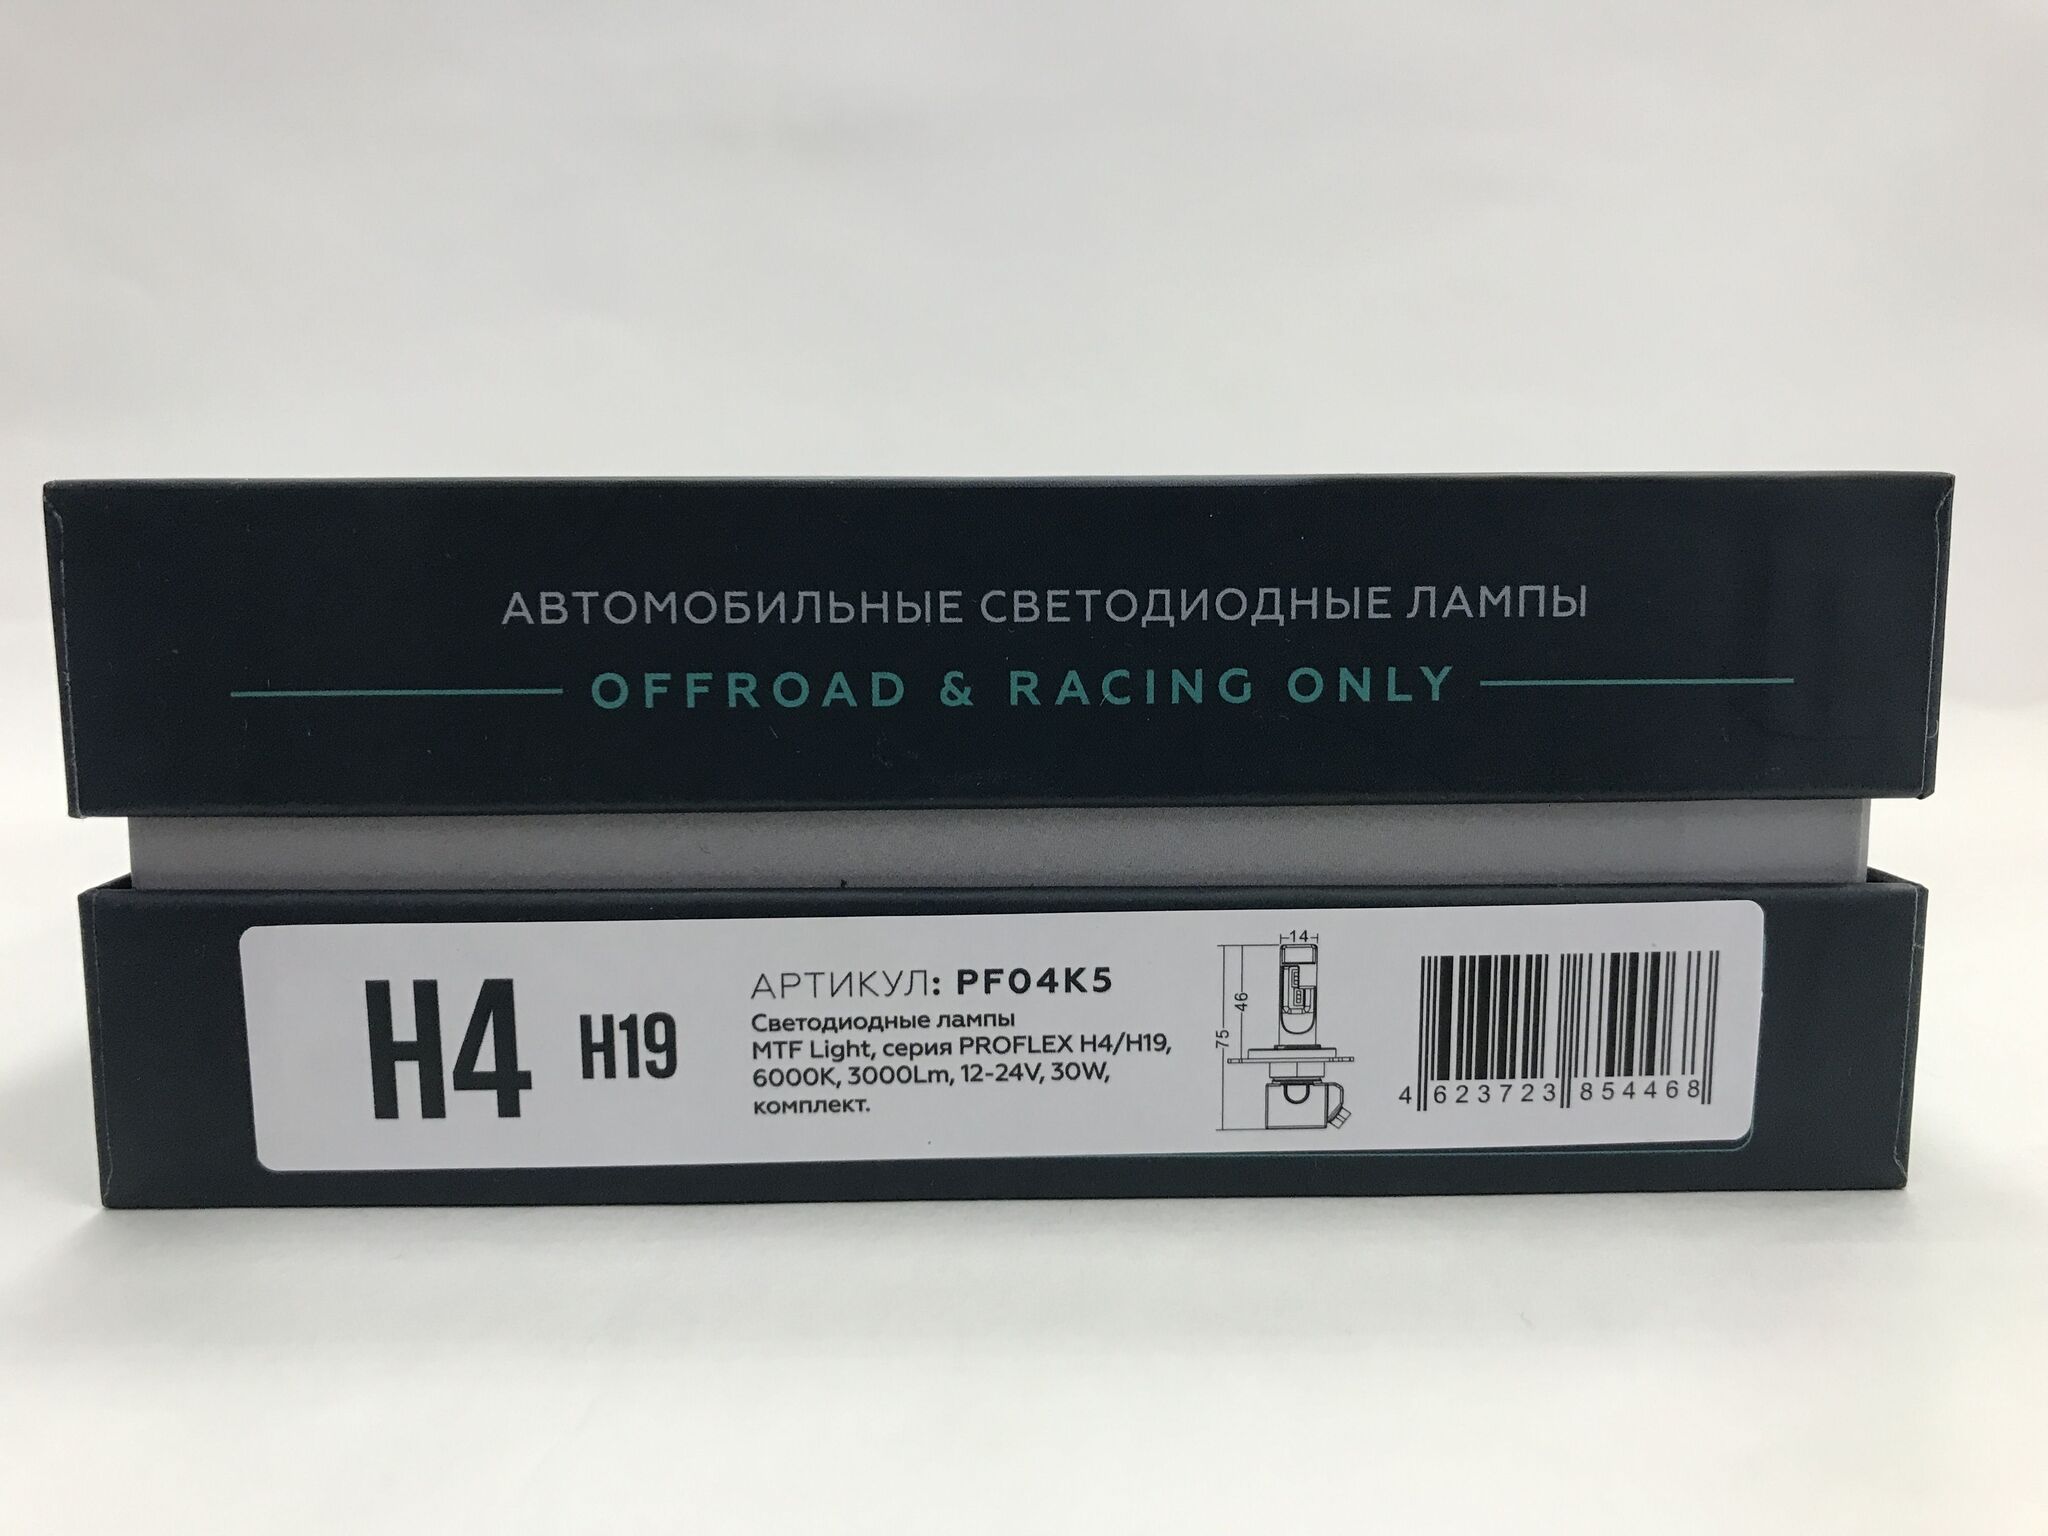 АВТОМОБИЛЬНЫЕ СВЕТОДИОДНЫЕ ЛАМПЫ
OFFROAD & RACING ONLY
H4 H19
АРТИКУЛ: PF04K5
Светодиодные лампы
MTF Light, серия PROFLEX H4/H19,
6000K, 3000Lm, 12-24V, 30W,
комплект.
14
46
75
4 623723 854468